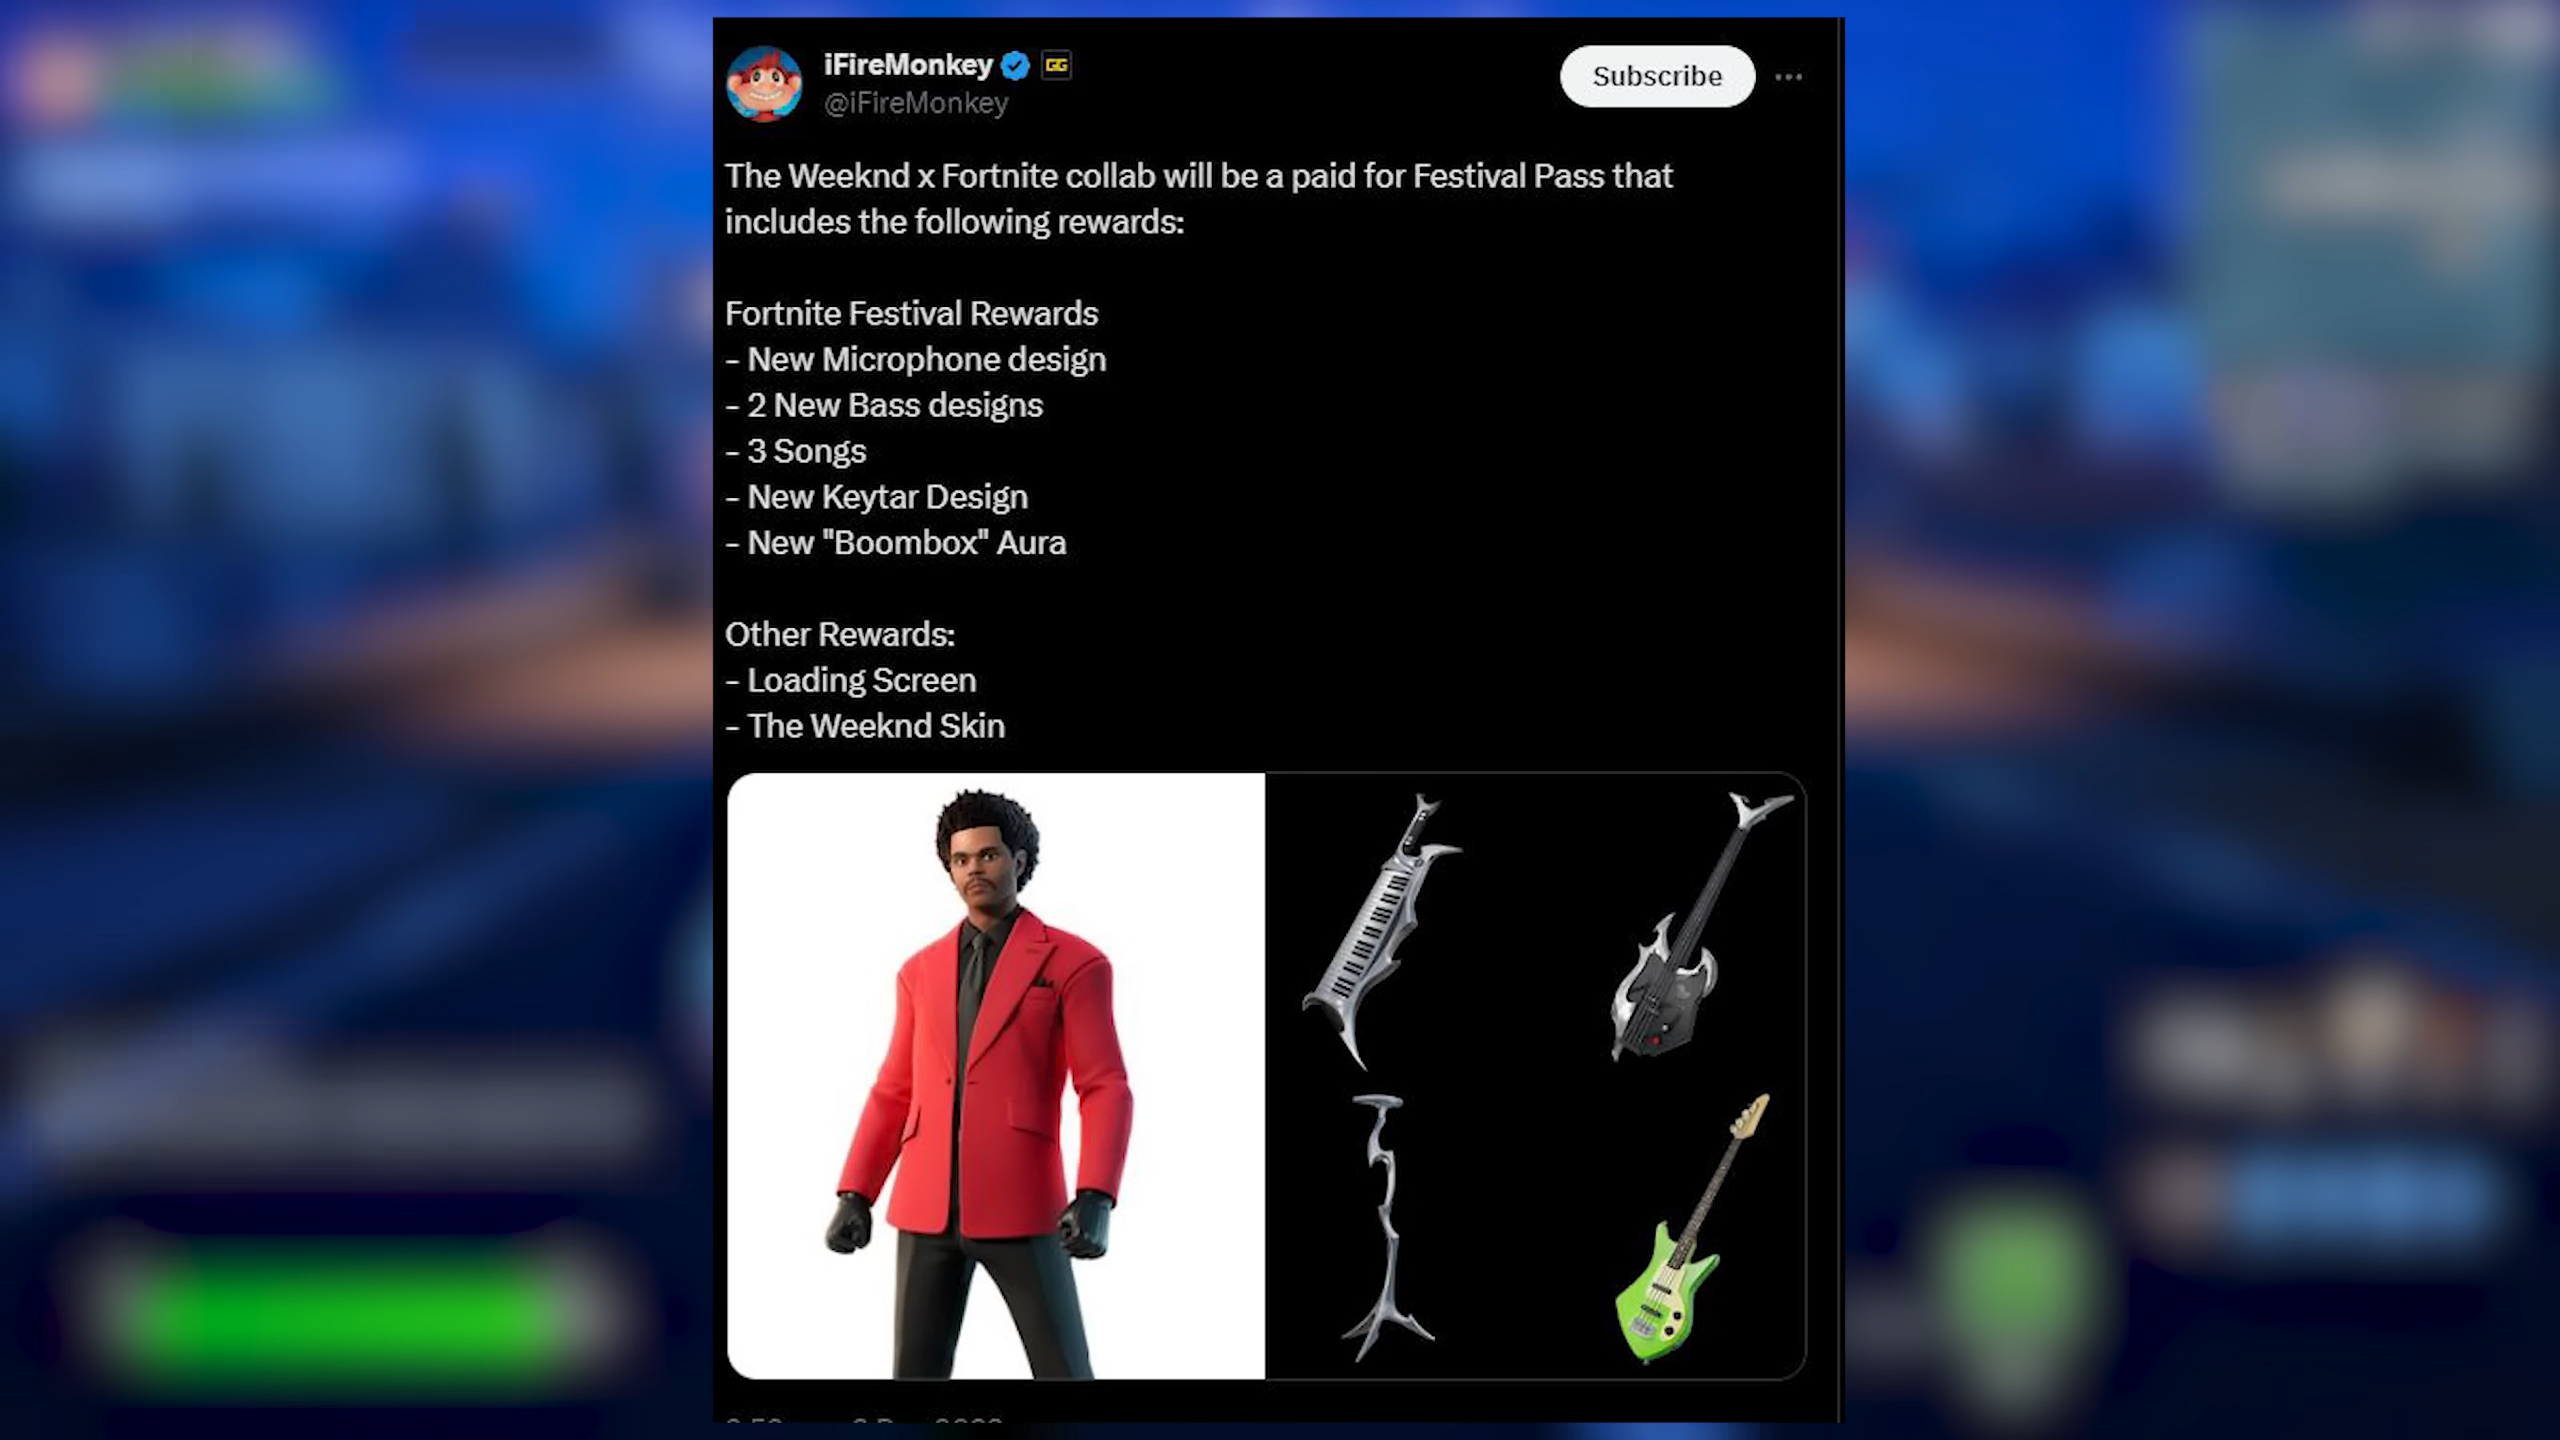 iFireMonkey GG
@iFireMonkey
Subscribe
The Weeknd x Fortnite collab will be a paid for Festival Pass that
includes the following rewards:
Fortnite Festival Rewards
- New Microphone design
- 2 New Bass designs
- 3 Songs
- New Keytar Design
- New "Boombox" Aura
Other Rewards:
- Loading Screen
- The Weeknd Skin